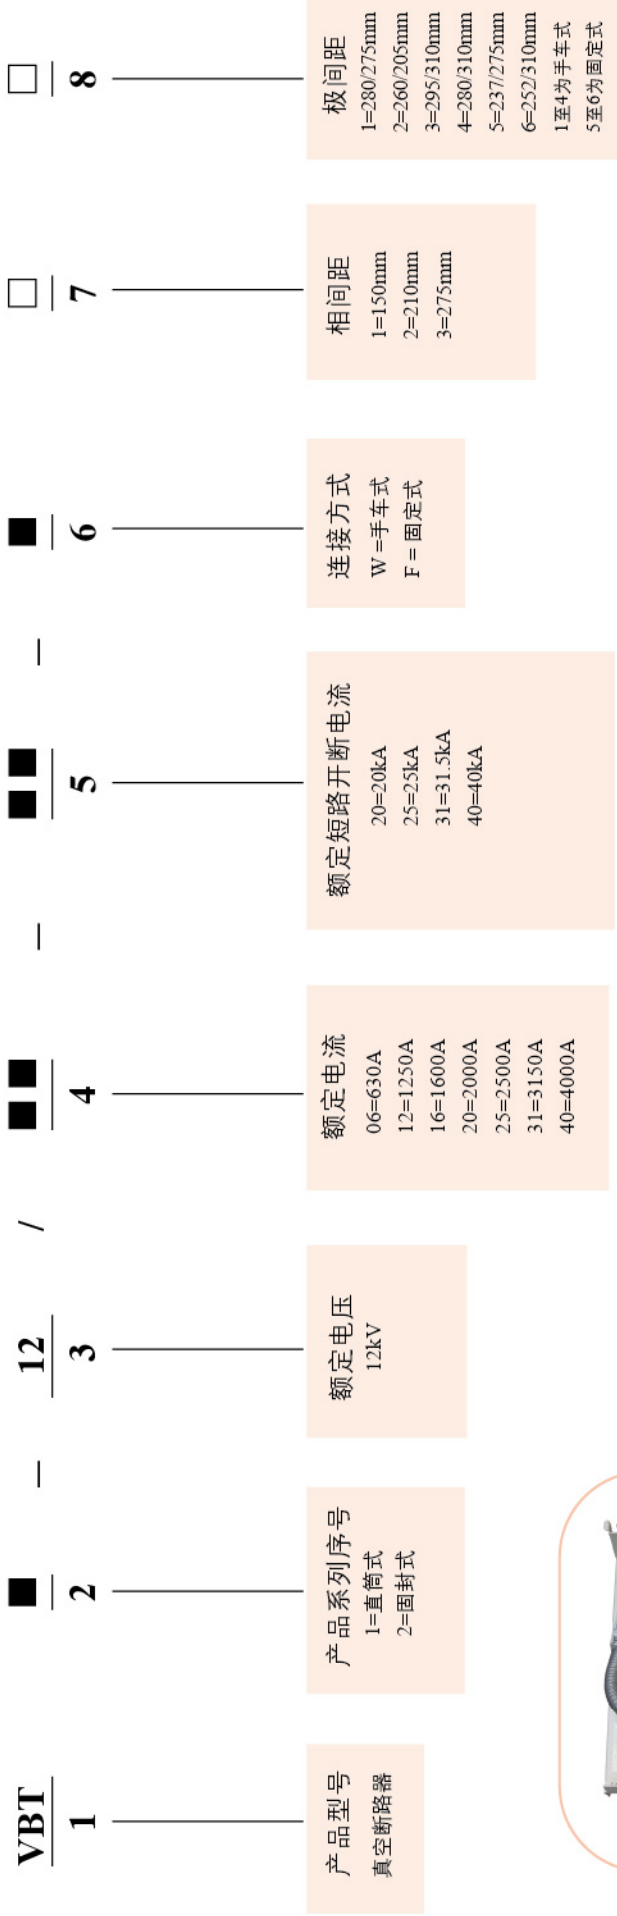 VBT ■ – 12 / ■■ – ■■ – ■ □ □
1 2 3 4 5 6 7 8
产品型号
真空断路器
产品系列序号
1=直筒式
2=固封式
额定电压
12kV
额定电流
06=630A
12=1250A
16=1600A
20=2000A
25=2500A
31=3150A
40=4000A
额定短路开断电流
20=20kA
25=25kA
31=31.5kA
40=40kA
连接方式
W =手车式
F = 固定式
相间距
1=150mm
2=210mm
3=275mm
极间距
1=280/275mm
2=260/205mm
3=295/310mm
4=280/310mm
5=237/275mm
6=252/310mm
1至4为手车式
5至6为固定式